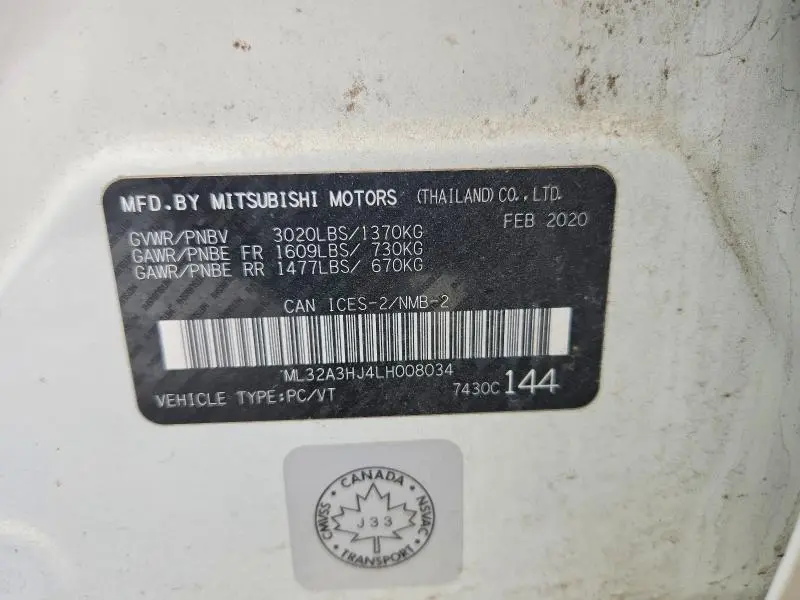 MFD.BY MITSUBISHI MOTORS (THAILAND)CO.,LTD.
FEB 2020
GVWR/PNBV 3020LBS/1370KG
GAWR/PNBE FR 1609LBS/ 730KG
GAWR/PNBE RR 1477LBS/ 670KG
CAN ICES-2/NMB-2
ML32A3HJ4LH008034
VEHICLE TYPE:PC/VT
7430C 144
CANADA
CMVSS
J33
NSVAC
TRANSPORT